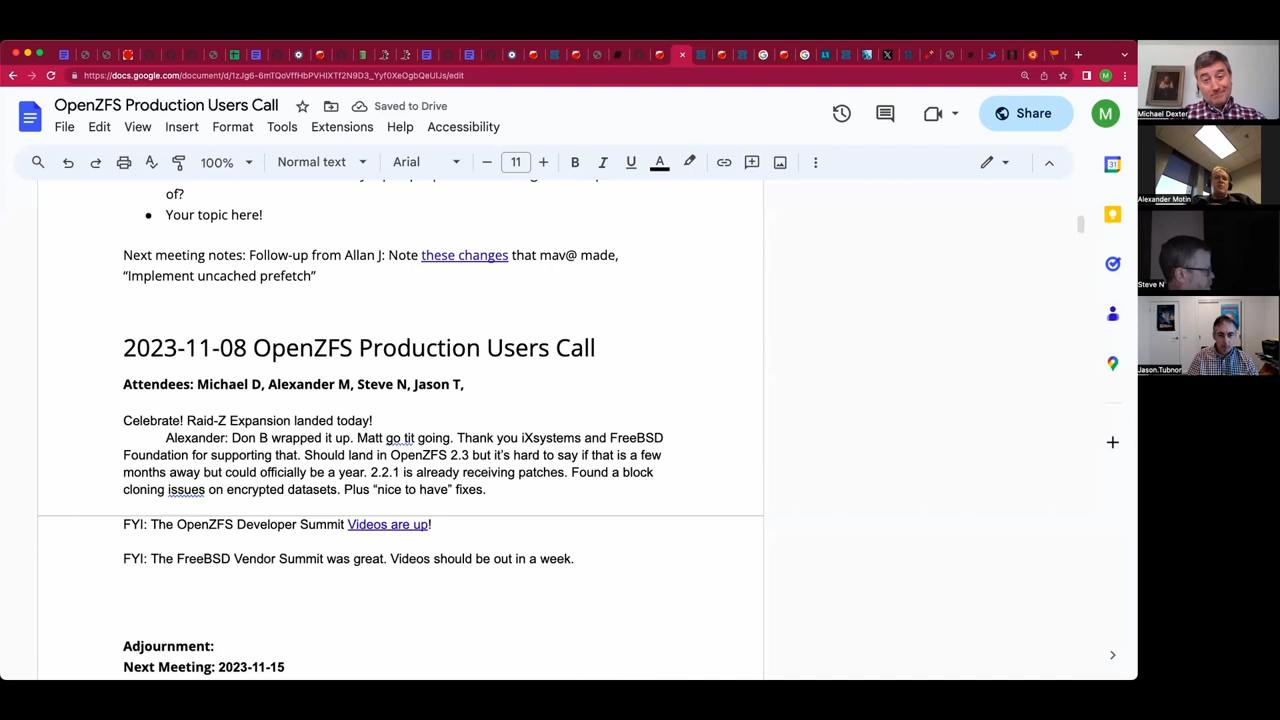 https://docs.google.com/document/d/1zJg6-6mTQoVffHbPVHIXTf2N9D3_Yyf0XeOgbQeUIJs/edit
OpenZFS Production Users Call
Saved to Drive
File Edit View Insert Format Tools Extensions Help Accessibility
Share
M
100%
Normal text
Arial
11
of?
● Your topic here!
Next meeting notes: Follow-up from Allan J: Note these changes that mav@ made,
“Implement uncached prefetch”
2023-11-08 OpenZFS Production Users Call
Attendees: Michael D, Alexander M, Steve N, Jason T,
Celebrate! Raid-Z Expansion landed today!
Alexander: Don B wrapped it up. Matt go tit going. Thank you iXsystems and FreeBSD
Foundation for supporting that. Should land in OpenZFS 2.3 but it’s hard to say if that is a few
months away but could officially be a year. 2.2.1 is already receiving patches. Found a block
cloning issues on encrypted datasets. Plus “nice to have” fixes.
FYI: The OpenZFS Developer Summit Videos are up!
FYI: The FreeBSD Vendor Summit was great. Videos should be out in a week.
Adjournment:
Next Meeting: 2023-11-15
Michael Dexter
Alexander Motin
Steve N
Jason.Tubnor